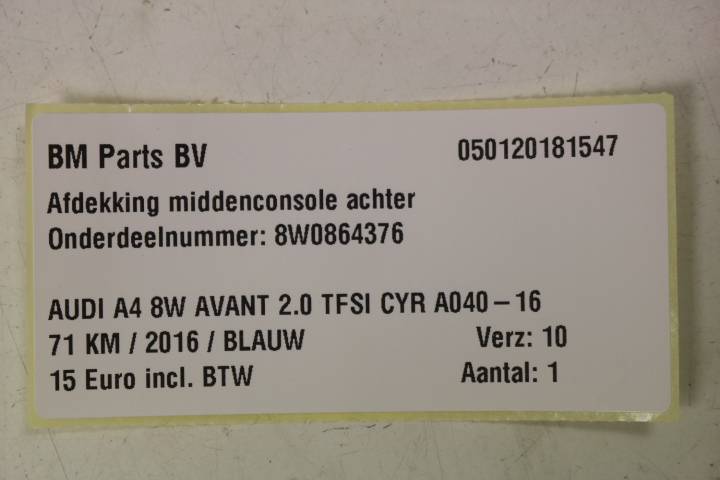 BM Parts BV 050120181547
Afdekking middenconsole achter
Onderdeelnummer: 8W0864376
AUDI A4 8W AVANT 2.0 TFSI CYR A040–16
71 KM / 2016 / BLAUW Verz: 10
15 Euro incl. BTW Aantal: 1